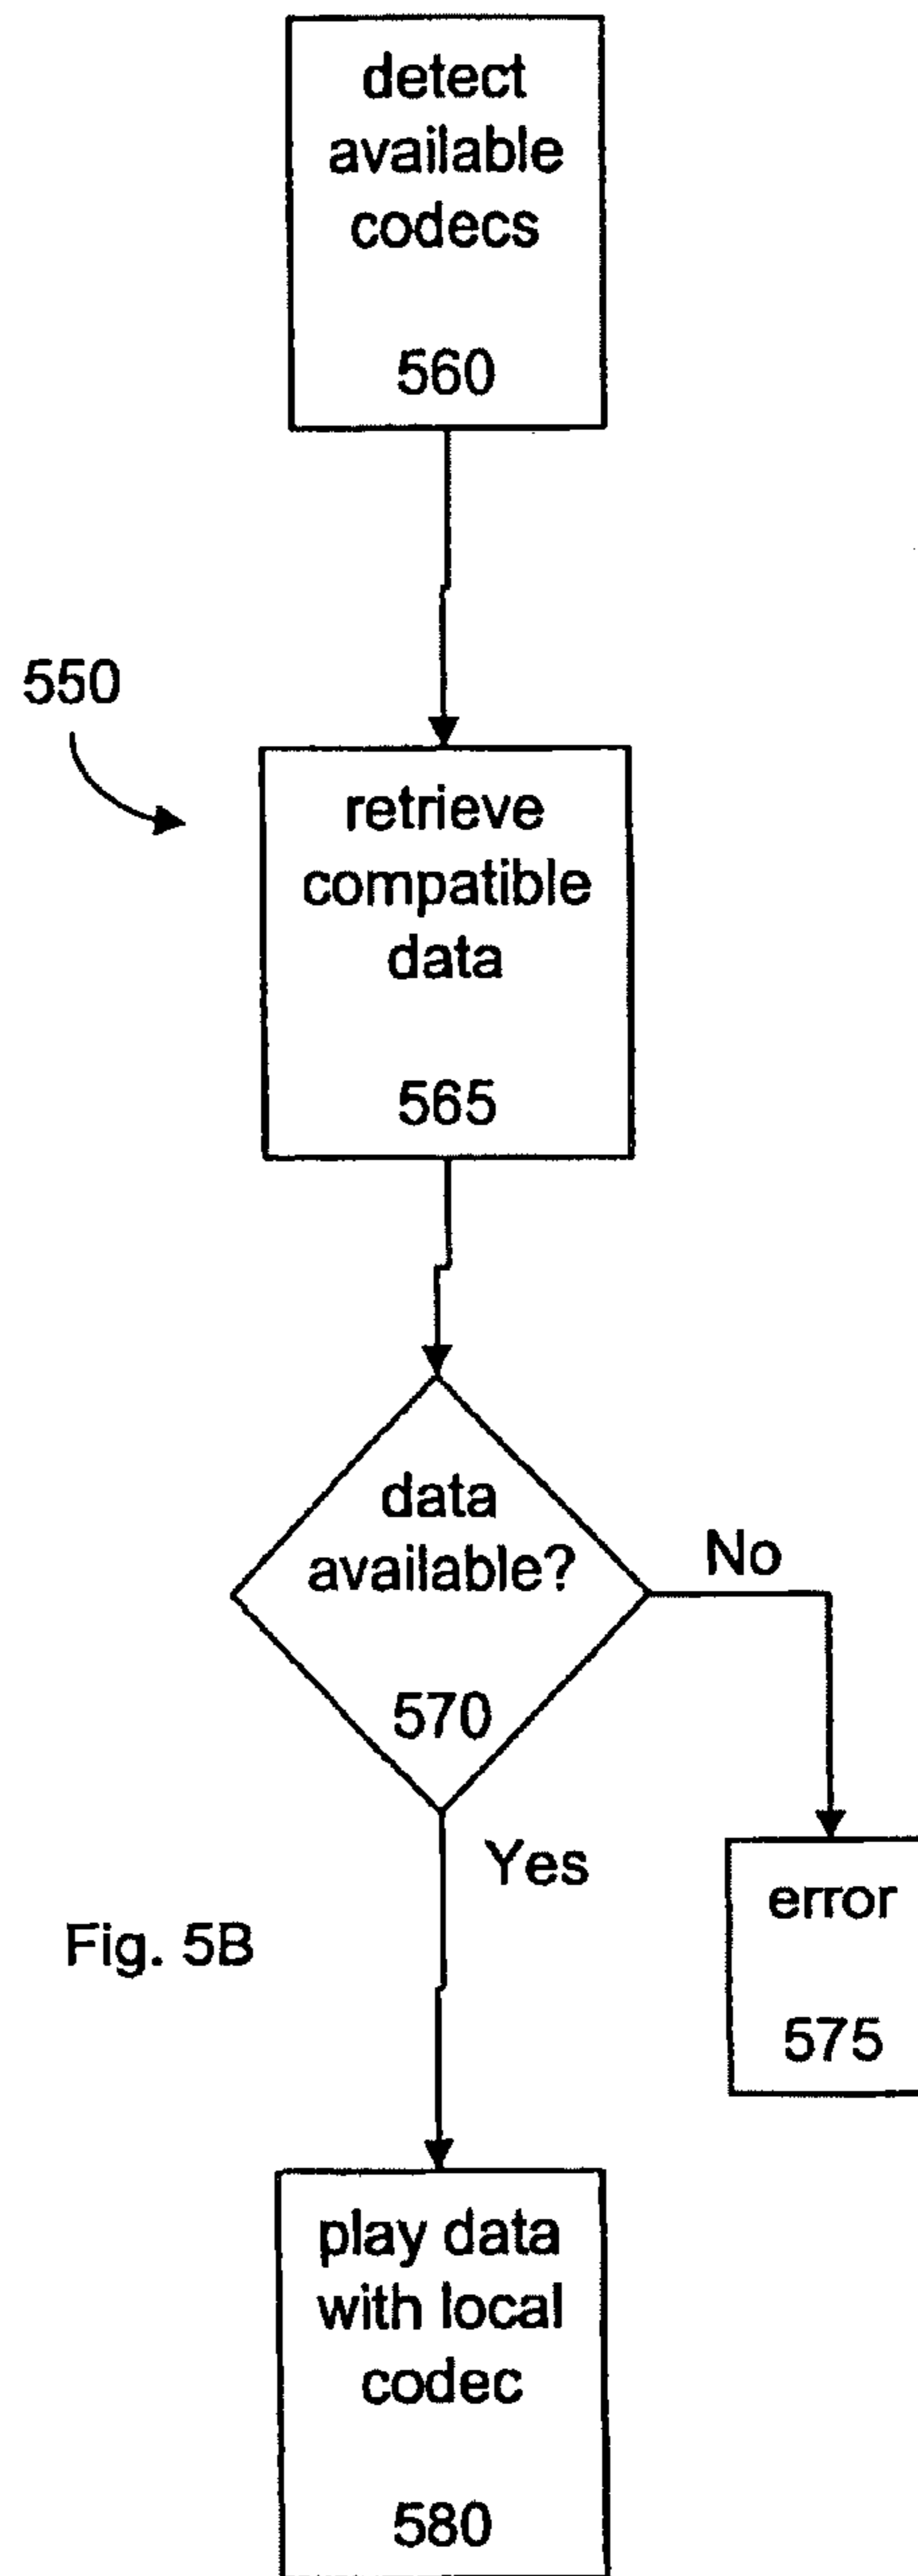 detect
available
codecs
560
550
retrieve
compatible
data
565
data
available?
570
No
Yes
error
575
Fig. 5B
play data
with local
codec
580